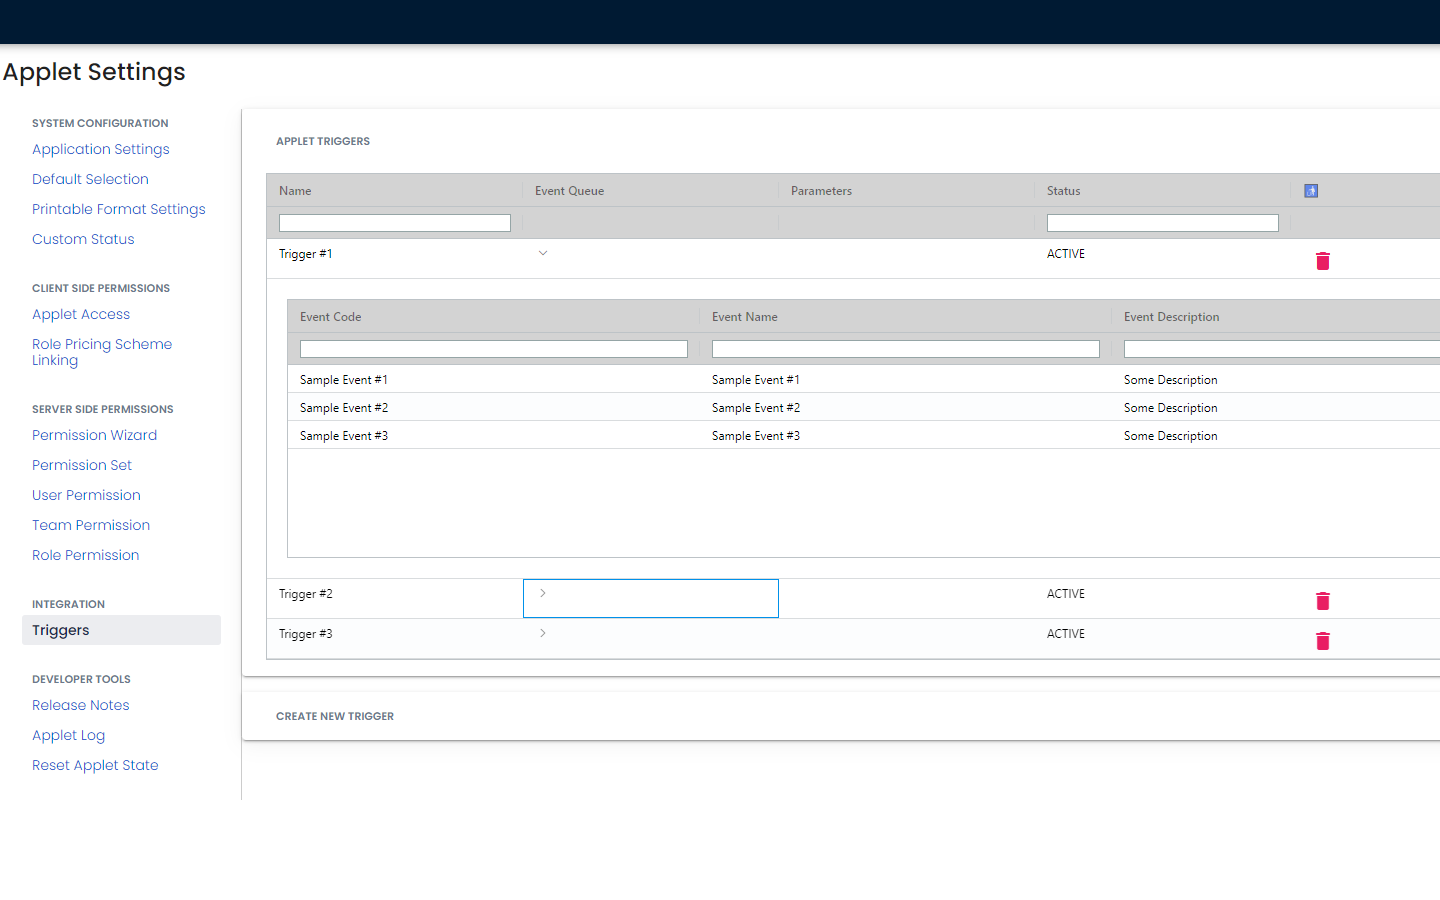 Applet Settings
SYSTEM CONFIGURATION
Application Settings
Default Selection
Printable Format Settings
Custom Status
CLIENT SIDE PERMISSIONS
Applet Access
Role Pricing Scheme
Linking
SERVER SIDE PERMISSIONS
Permission Wizard
Permission Set
User Permission
Team Permission
Role Permission
INTEGRATION
Triggers
DEVELOPER TOOLS
Release Notes
Applet Log
Reset Applet State
APPLET TRIGGERS
Name Event Queue Parameters Status
Trigger #1 ACTIVE
Event Code Event Name Event Description
Sample Event #1 Sample Event #1 Some Description
Sample Event #2 Sample Event #2 Some Description
Sample Event #3 Sample Event #3 Some Description
Trigger #2 ACTIVE
Trigger #3 ACTIVE
CREATE NEW TRIGGER